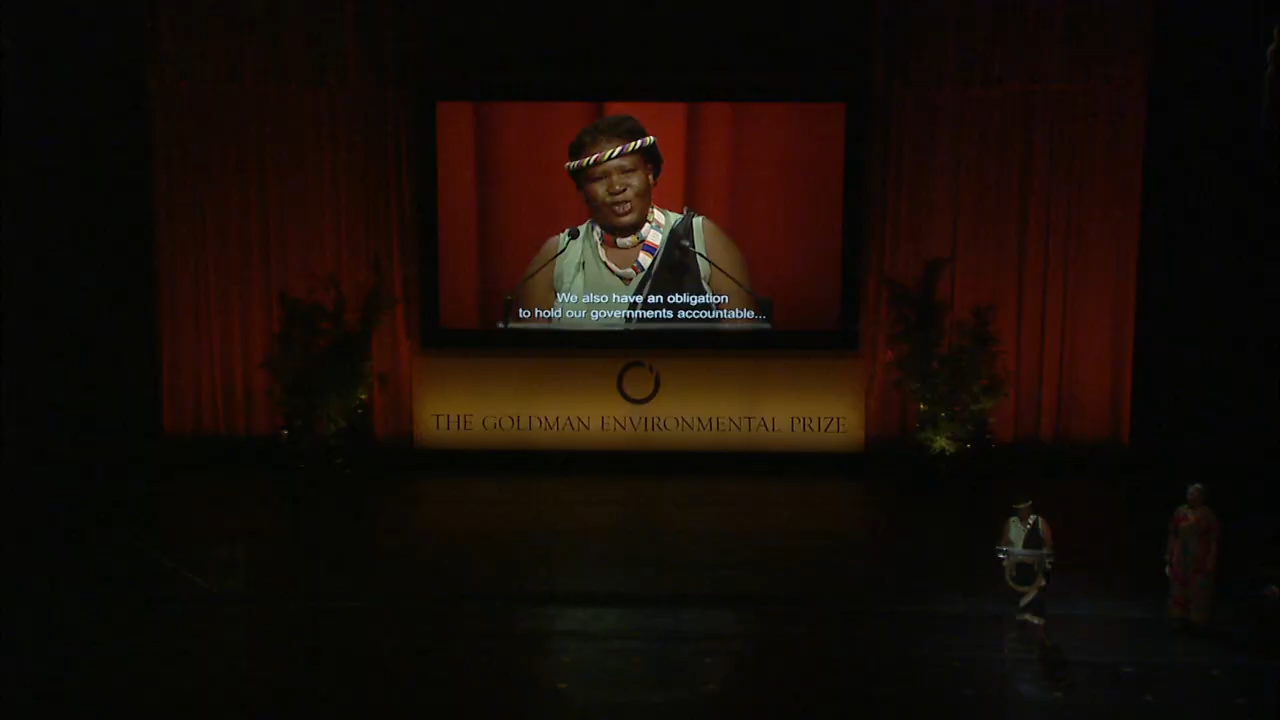 We also have an obligation
to hold our governments accountable...
THE GOLDMAN ENVIRONMENTAL PRIZE